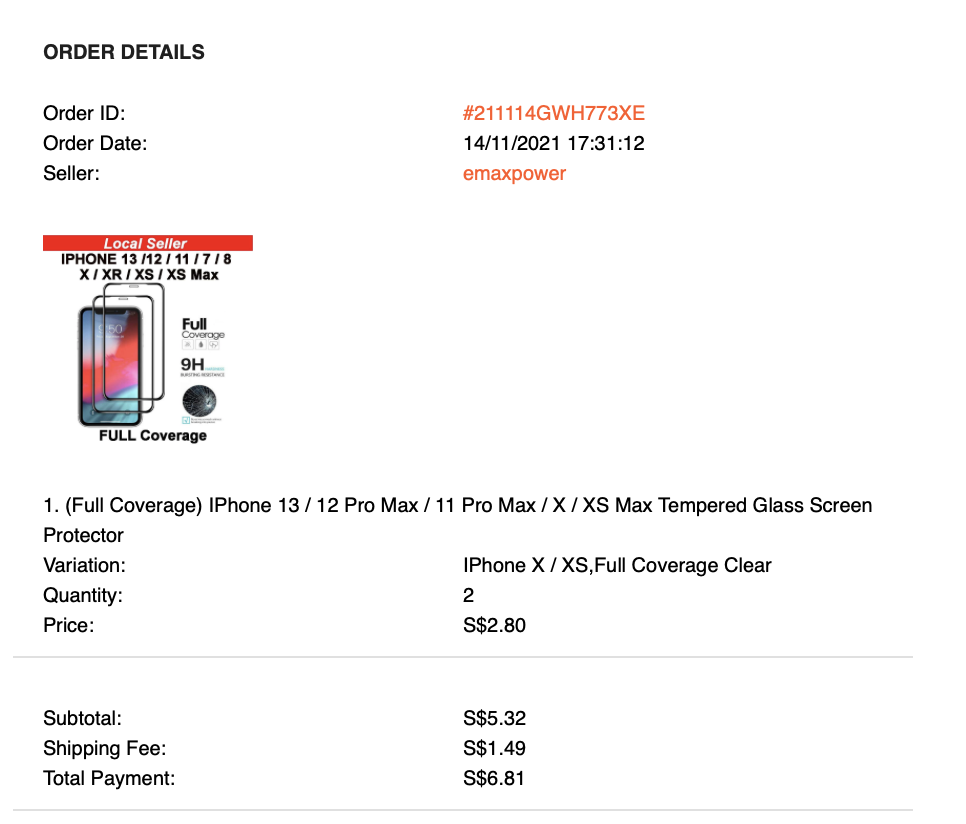 ORDER DETAILS
Order ID: #211114GWH773XE
Order Date: 14/11/2021 17:31:12
Seller: emaxpower
Local Seller
IPHONE 13 /12 / 11 / 7 / 8
X / XR / XS / XS Max
Full
Coverage
9H
FULL Coverage
1. (Full Coverage) IPhone 13 / 12 Pro Max / 11 Pro Max / X / XS Max Tempered Glass Screen
Protector
Variation: IPhone X / XS,Full Coverage Clear
Quantity: 2
Price: S$2.80
Subtotal: S$5.32
Shipping Fee: S$1.49
Total Payment: S$6.81